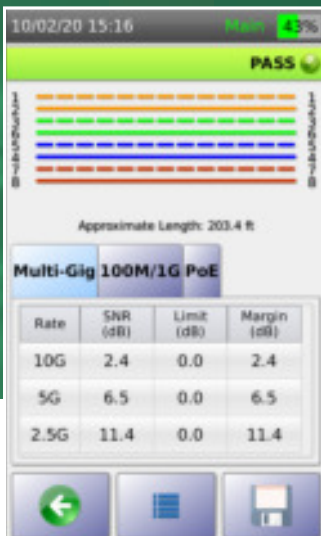 10/02/20 15:16 Main 43%
PASS
1 1
2 2
3 3
6 6
5 5
4 4
7 7
8 8
Approximate Length: 203.4 ft
Multi-Gig 100M/1G PoE
Rate SNR (dB) Limit (dB) Margin (dB)
10G 2.4 0.0 2.4
5G 6.5 0.0 6.5
2.5G 11.4 0.0 11.4